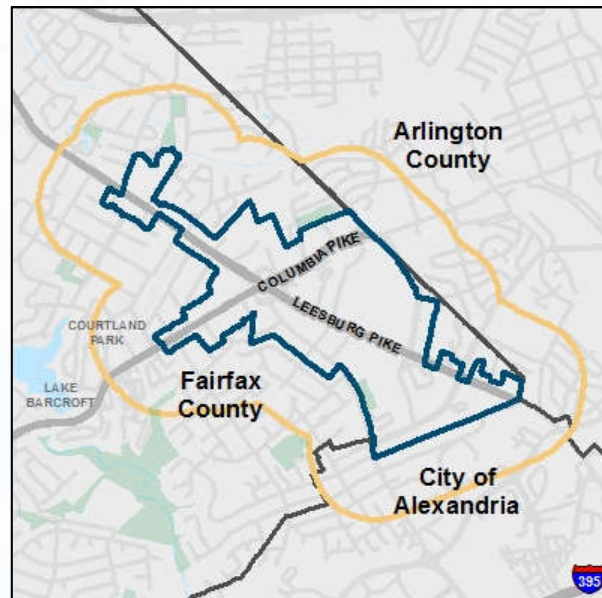 Arlington
County
COLUMBIA PIKE
LEESBURG PIKE
COURTLAND
PARK
LAKE
BARCROFT
Fairfax
County
City of
Alexandria
395